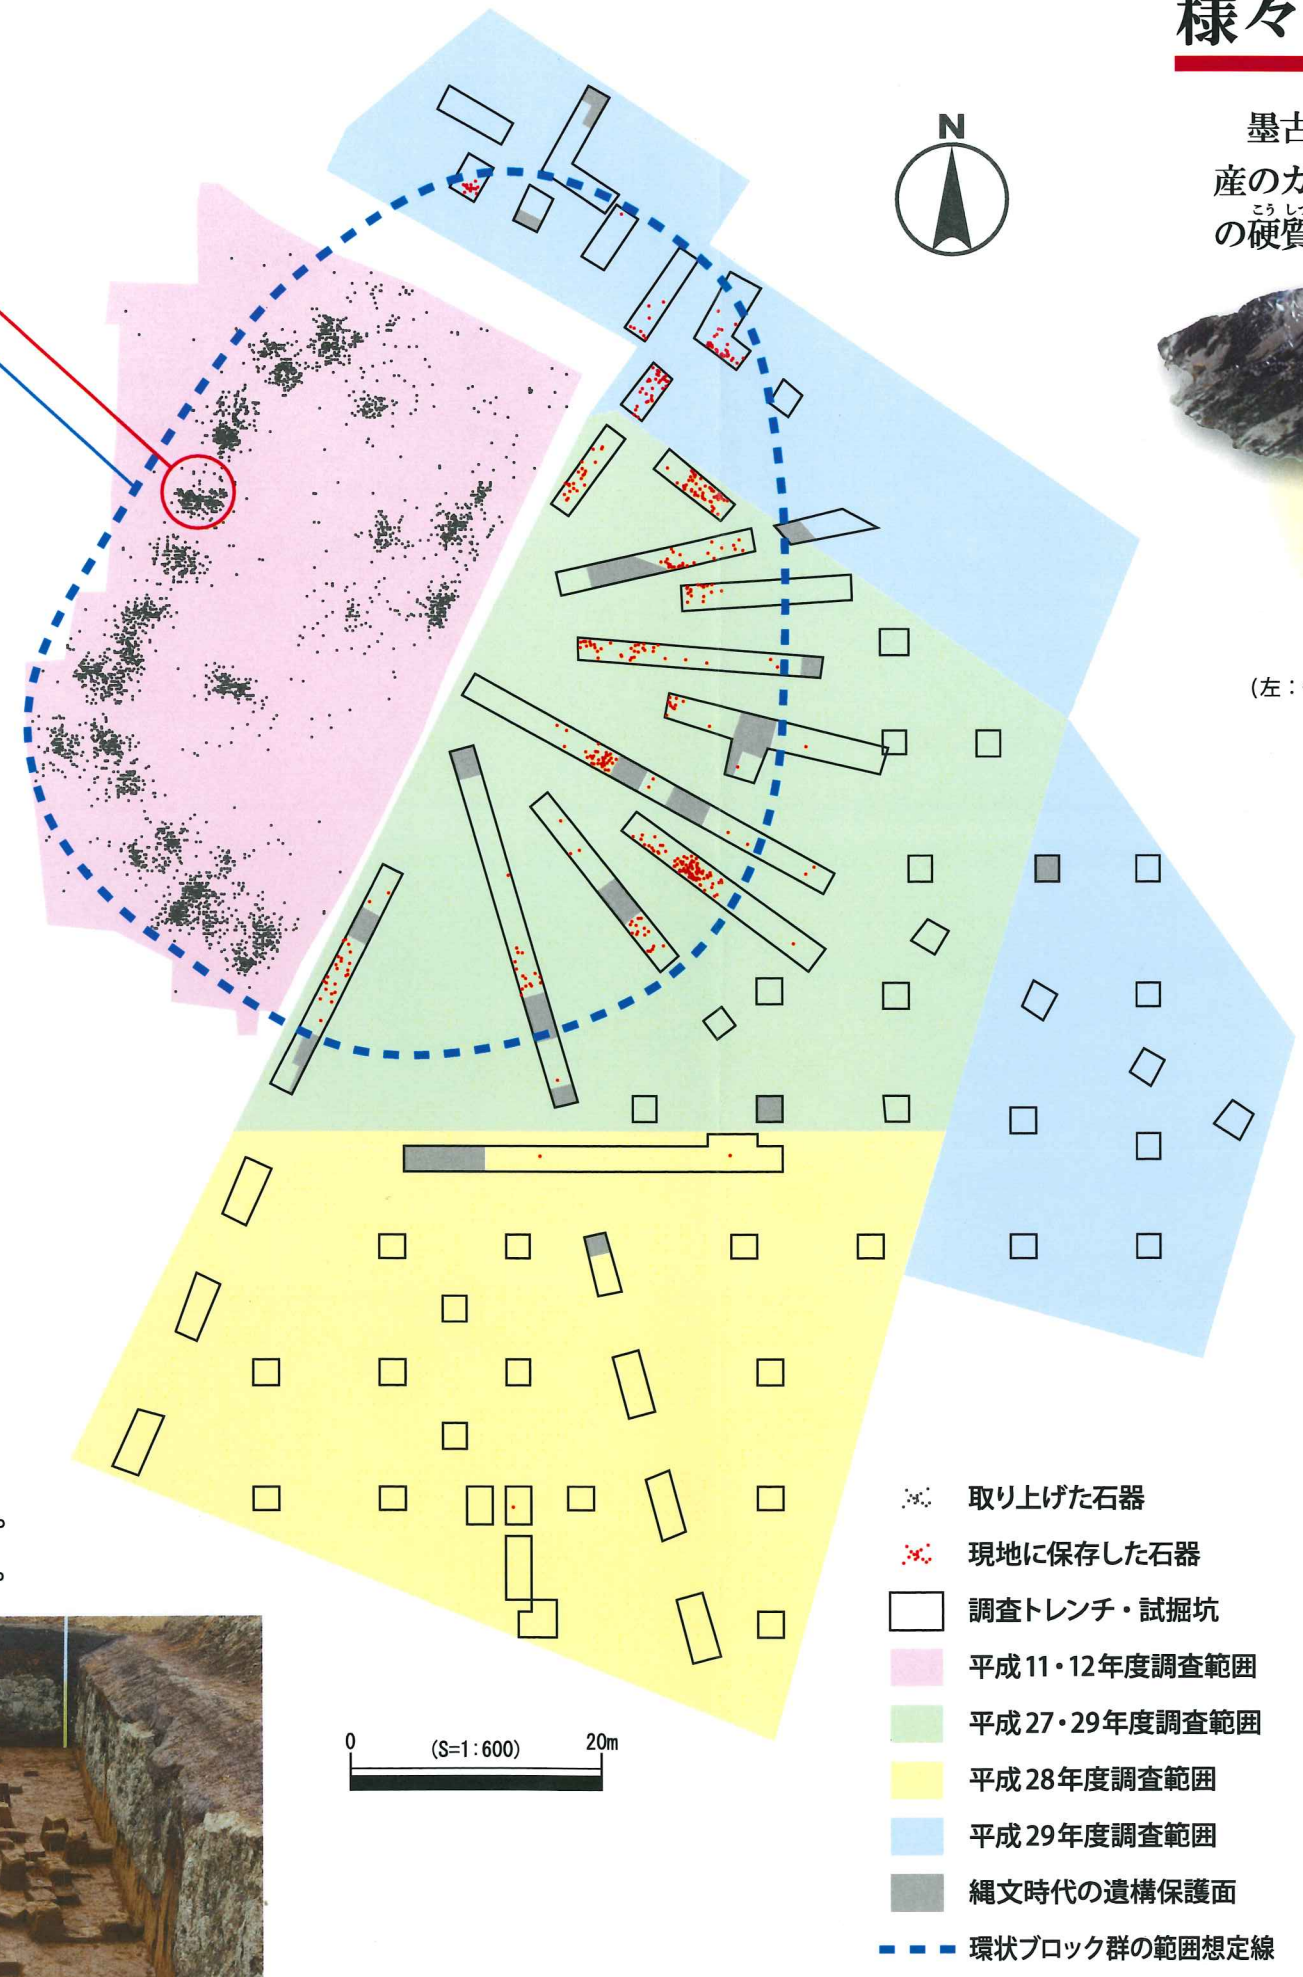 様々
墨古
産のガ
こうしつ
の硬質
N
(左:
。
。
0 (S=1:600) 20m
取り上げた石器
現地に保存した石器
調査トレンチ・試掘坑
平成11・12年度調査範囲
平成27・29年度調査範囲
平成28年度調査範囲
平成29年度調査範囲
縄文時代の遺構保護面
環状ブロック群の範囲想定線